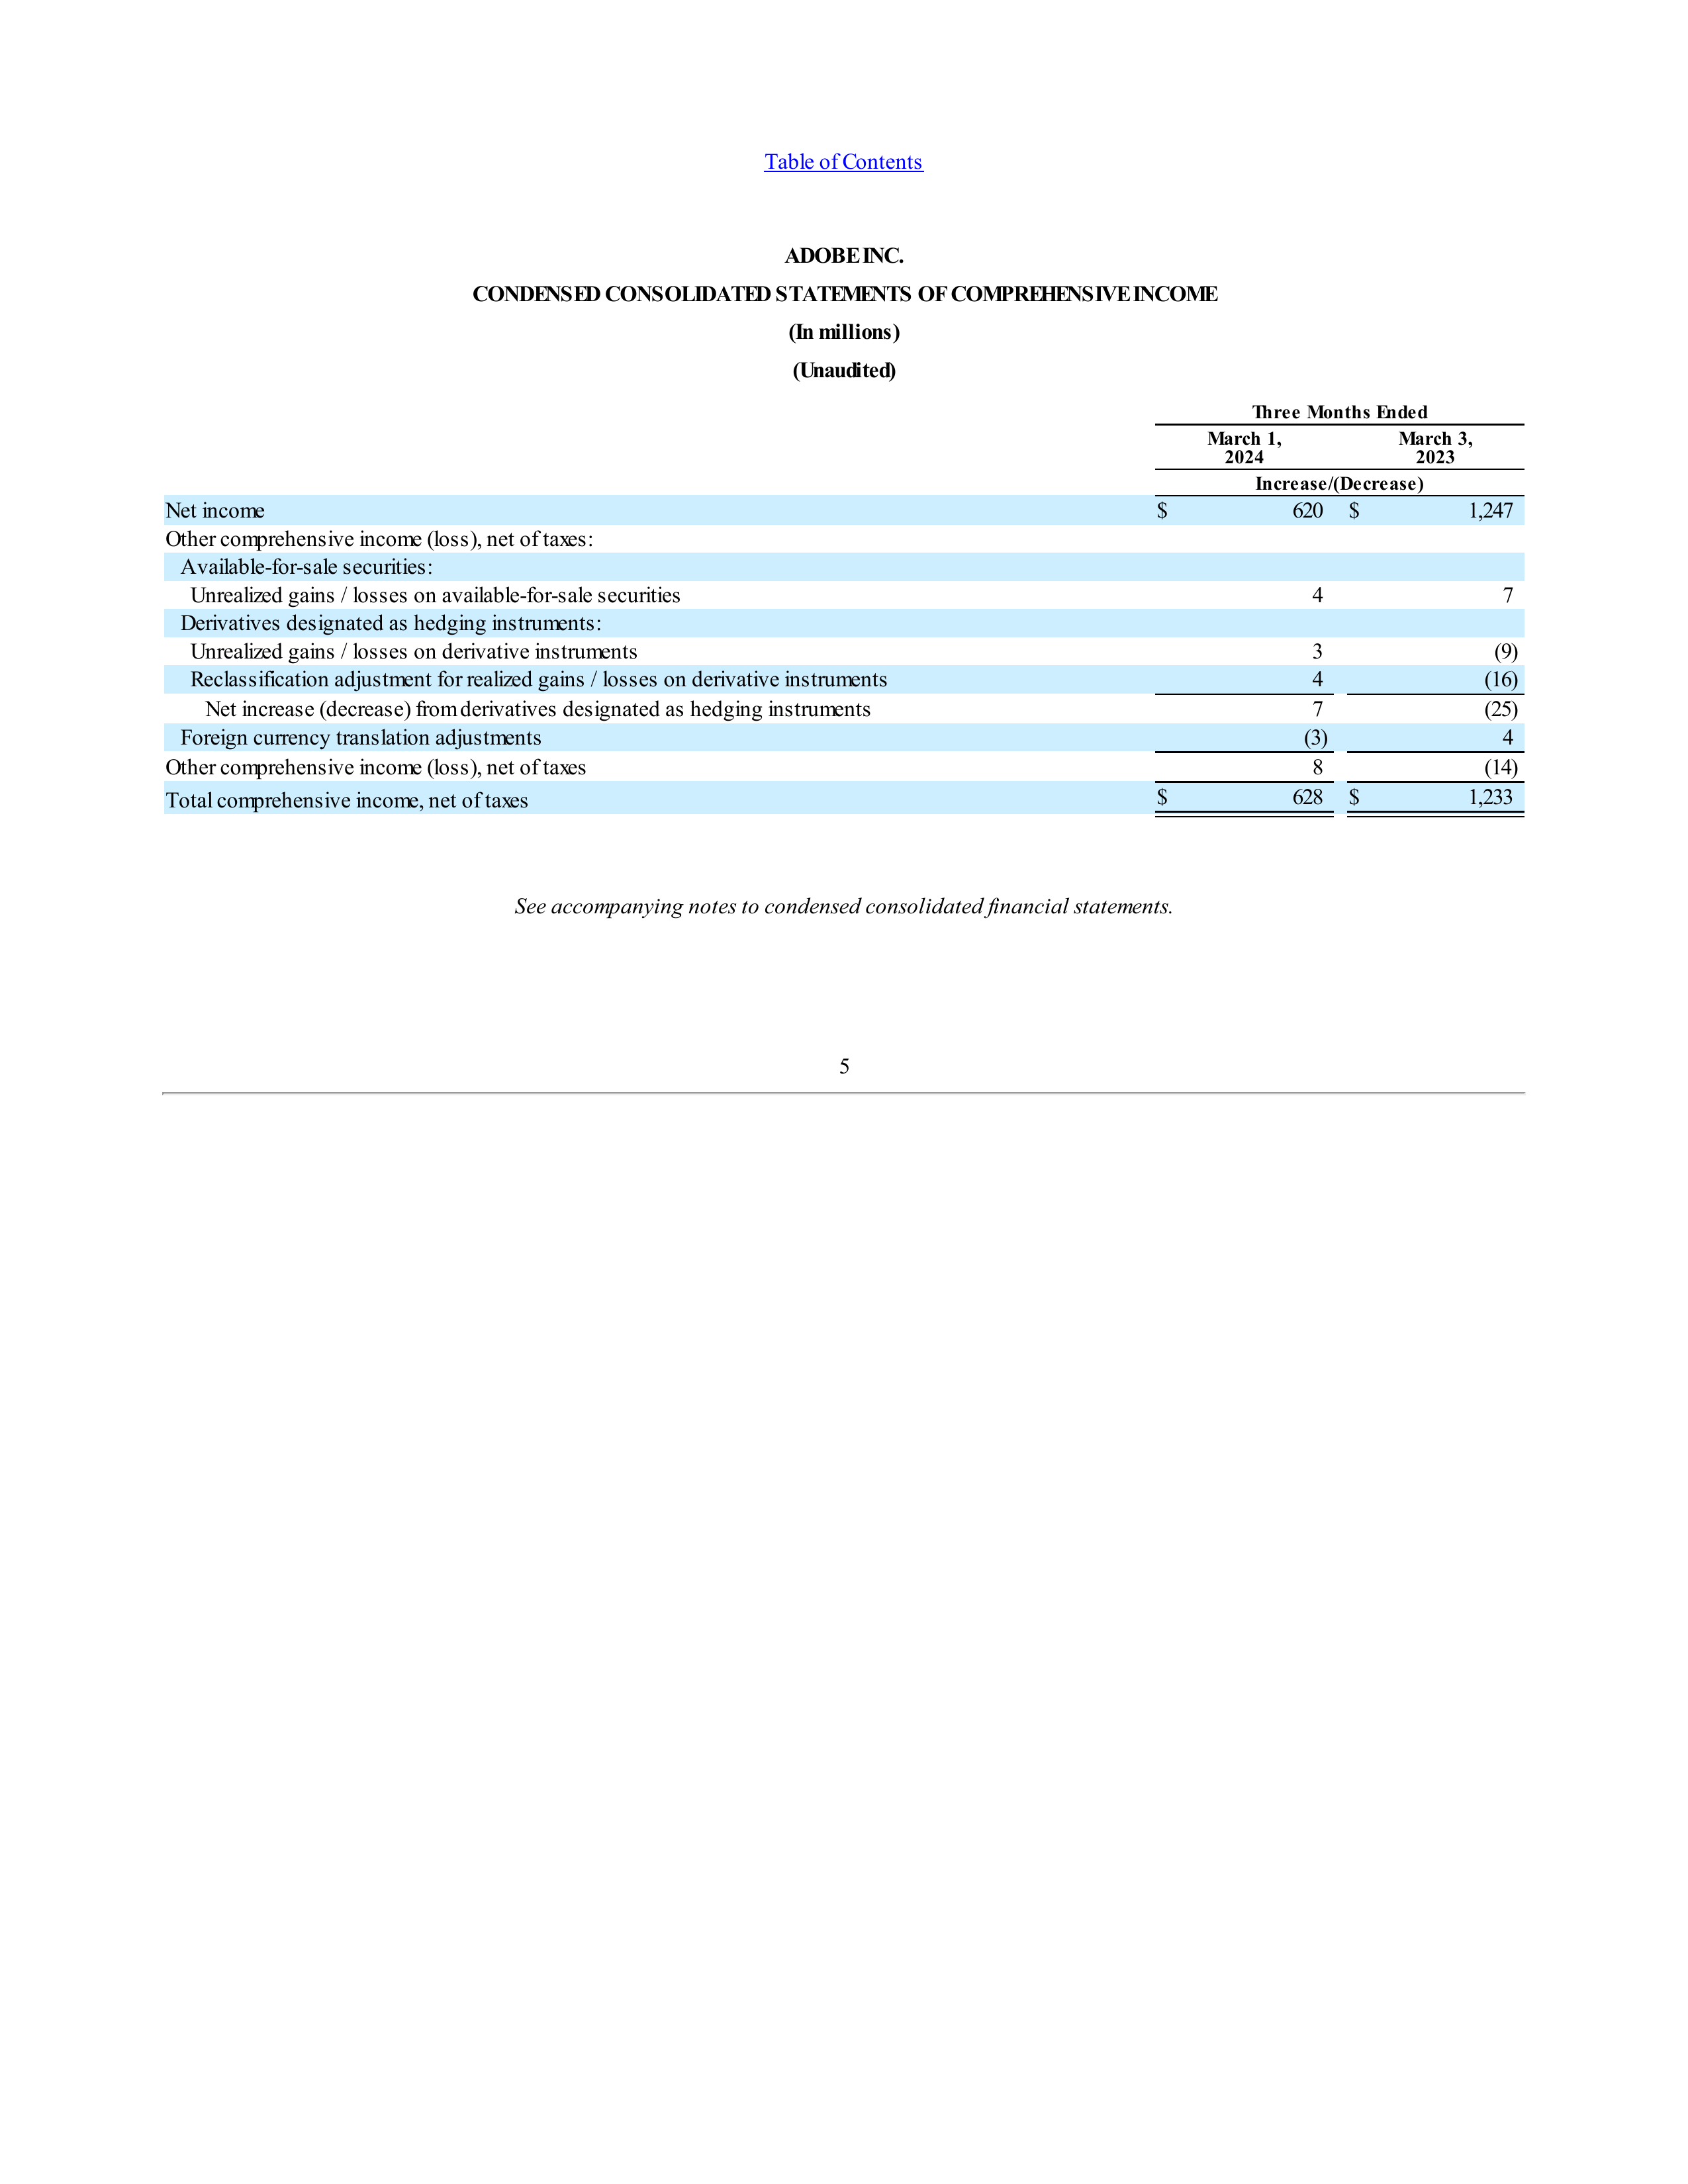 Table of Contents
ADOBE INC.
CONDENSED CONSOLIDATED STATEMENTS OF COMPREHENSIVE INCOME
(In millions)
(Unaudited)
Three Months Ended
March 1, 2024 March 3, 2023
Increase/(Decrease)
Net income $ 620 $ 1,247
Other comprehensive income (loss), net of taxes:
Available-for-sale securities:
Unrealized gains / losses on available-for-sale securities 4 7
Derivatives designated as hedging instruments:
Unrealized gains / losses on derivative instruments 3 (9)
Reclassification adjustment for realized gains / losses on derivative instruments 4 (16)
Net increase (decrease) from derivatives designated as hedging instruments 7 (25)
Foreign currency translation adjustments (3) 4
Other comprehensive income (loss), net of taxes 8 (14)
Total comprehensive income, net of taxes $ 628 $ 1,233
See accompanying notes to condensed consolidated financial statements.
5